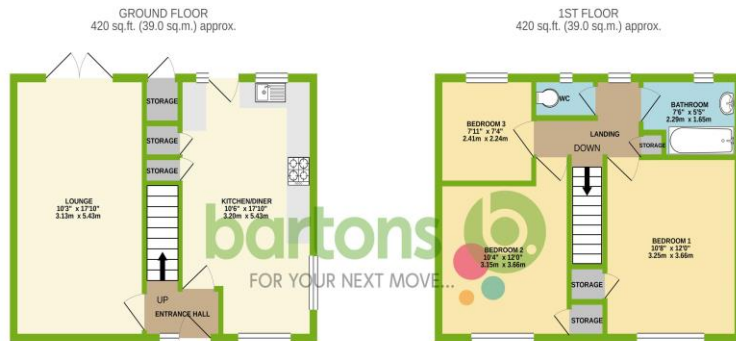 GROUND FLOOR
420 sq.ft. (39.0 sq.m.) approx.
STORAGE
STORAGE
STORAGE
LOUNGE
10'3" x 17'10"
3.13m x 5.43m
KITCHEN/DINER
10'6" x 17'10"
3.20m x 5.43m
UP
ENTRANCE HALL
1ST FLOOR
420 sq.ft. (39.0 sq.m.) approx.
WC
BATHROOM
7'6" x 5'5"
2.29m x 1.65m
BEDROOM 3
7'11" x 7'4"
2.41m x 2.24m
LANDING
DOWN
STORAGE
BEDROOM 2
10'4" x 12'0"
3.15m x 3.66m
BEDROOM 1
10'8" x 12'0"
3.25m x 3.66m
STORAGE
STORAGE
bartons b.
FOR YOUR NEXT MOVE...